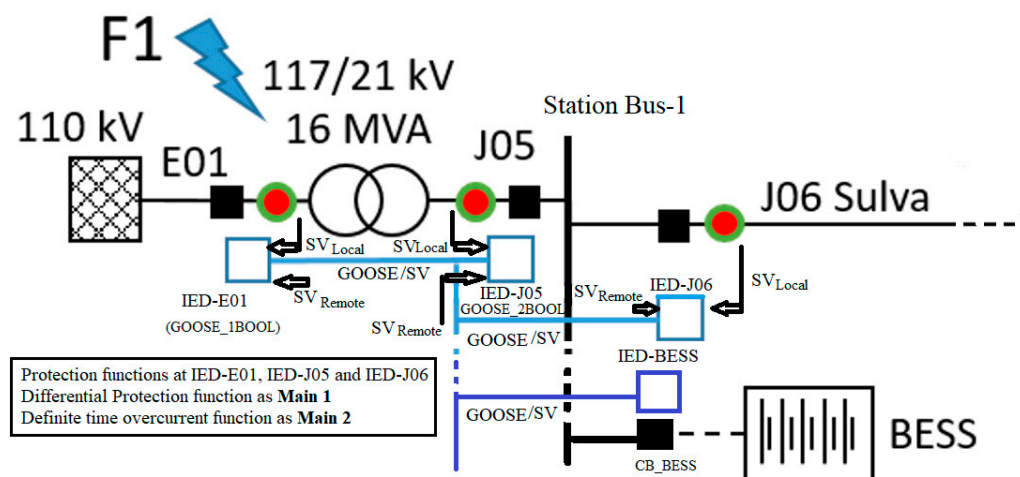 F1
117/21 kV
16 MVA
Station Bus-1
110 kV
E01
J05
J06 Sulva
SVLocal
SVLocal
GOOSE/SV
SVRemote
IED-E01
(GOOSE_1BOOL)
IED-J05
GOOSE_2BOOL)
SVRemote
SVRemote
IED-J06
SVLocal
GOOSE/SV
IED-BESS
Protection functions at IED-E01, IED-J05 and IED-J06
Differential Protection function as Main 1
Definite time overcurrent function as Main 2
GOOSE/SV
BESS
CB_BESS